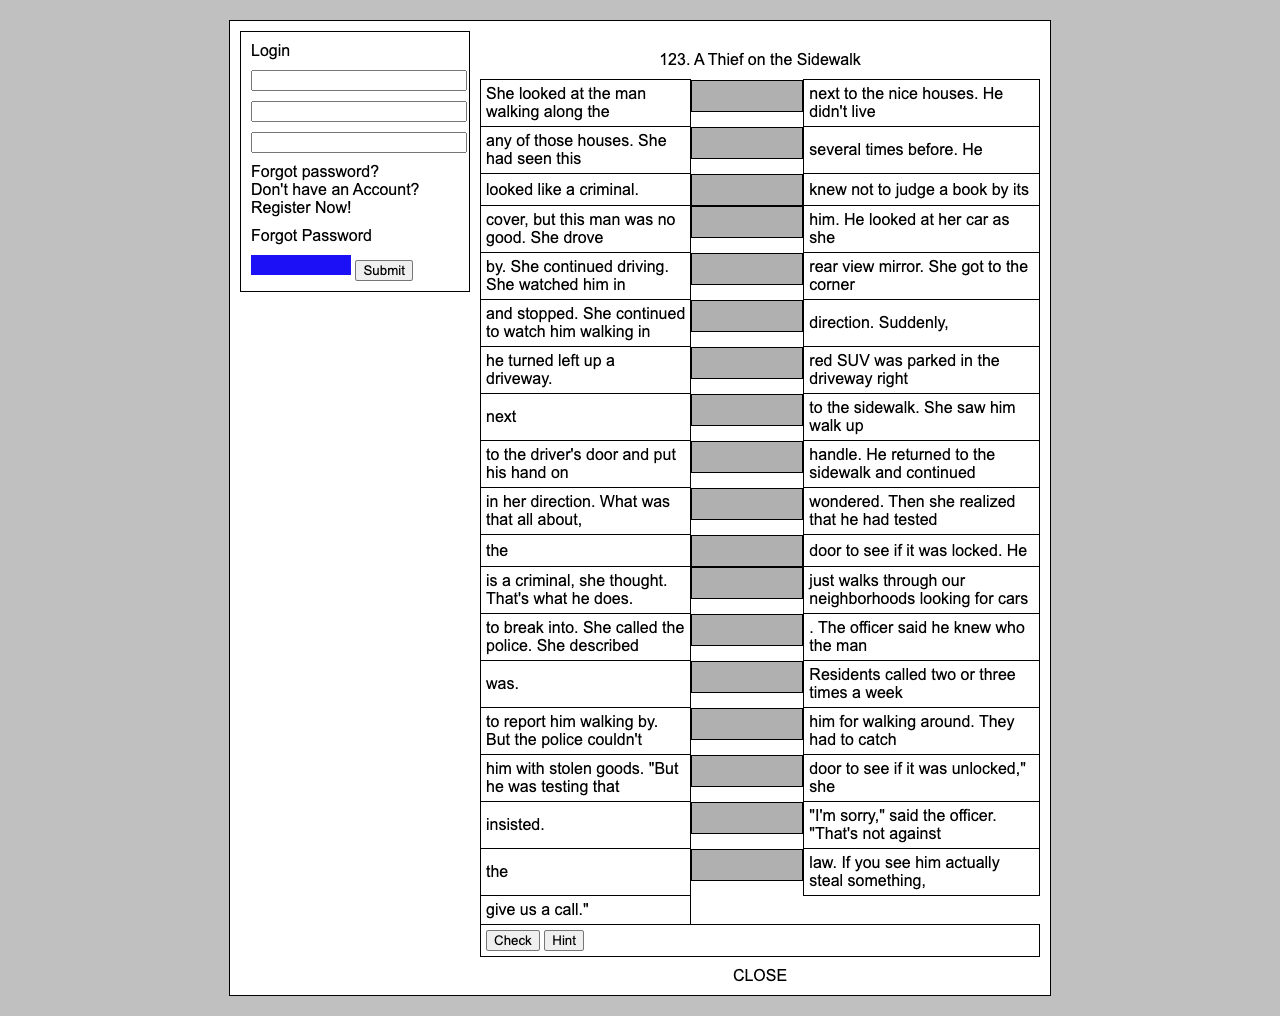 Login
Forgot password?
Don't have an Account?
Register Now!
Forgot Password
Submit
123. A Thief on the Sidewalk
She looked at the man
walking along the
next to the nice houses. He
didn't live
any of those houses. She
had seen this
several times before. He
looked like a criminal.
knew not to judge a book by its
cover, but this man was no
good. She drove
him. He looked at her car as
she
by. She continued driving.
She watched him in
rear view mirror. She got to the
corner
and stopped. She continued
to watch him walking in
direction. Suddenly,
he turned left up a
driveway.
red SUV was parked in the
driveway right
next
to the sidewalk. She saw him
walk up
to the driver's door and put
his hand on
handle. He returned to the
sidewalk and continued
in her direction. What was
that all about,
wondered. Then she realized
that he had tested
the
door to see if it was locked. He
is a criminal, she thought.
That's what he does.
just walks through our
neighborhoods looking for cars
to break into. She called the
police. She described
. The officer said he knew who
the man
was.
Residents called two or three
times a week
to report him walking by.
But the police couldn't
him for walking around. They
had to catch
him with stolen goods. "But
he was testing that
door to see if it was unlocked,"
she
insisted.
"I'm sorry," said the officer.
"That's not against
the
law. If you see him actually
steal something,
give us a call."
Check Hint
CLOSE